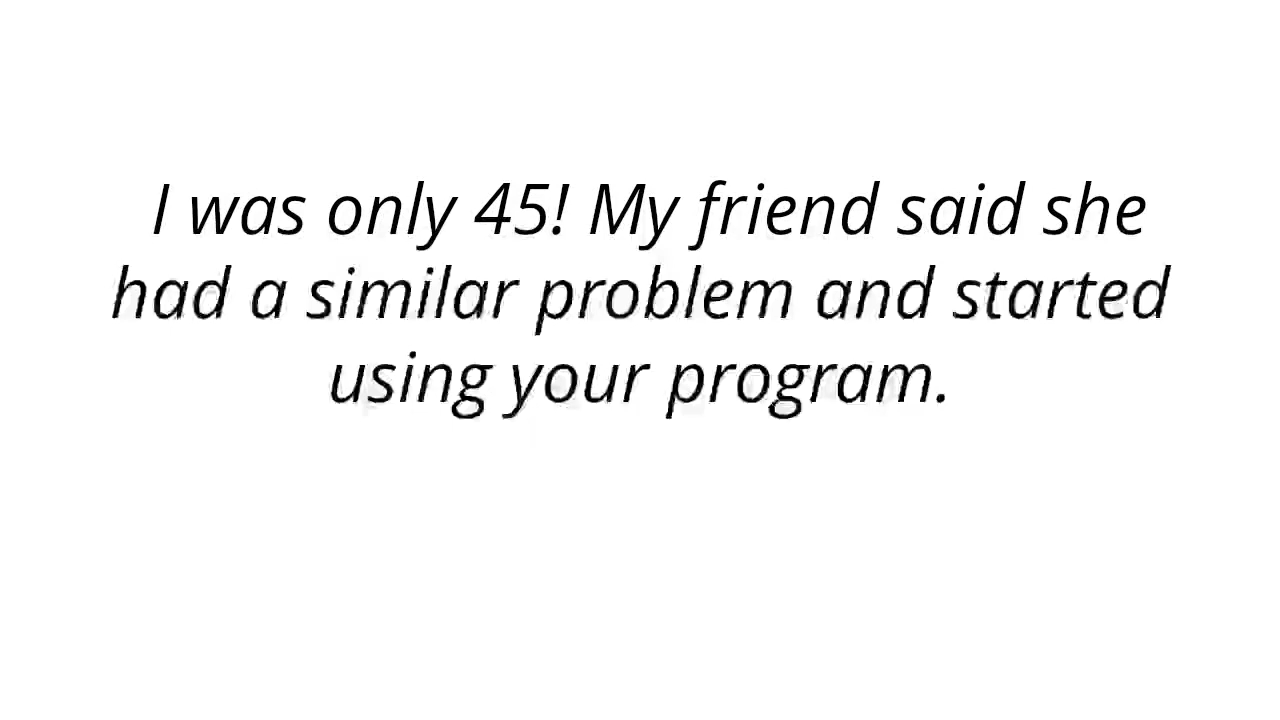 I was only 45! My friend said she
had a similar problem and started
using your program.